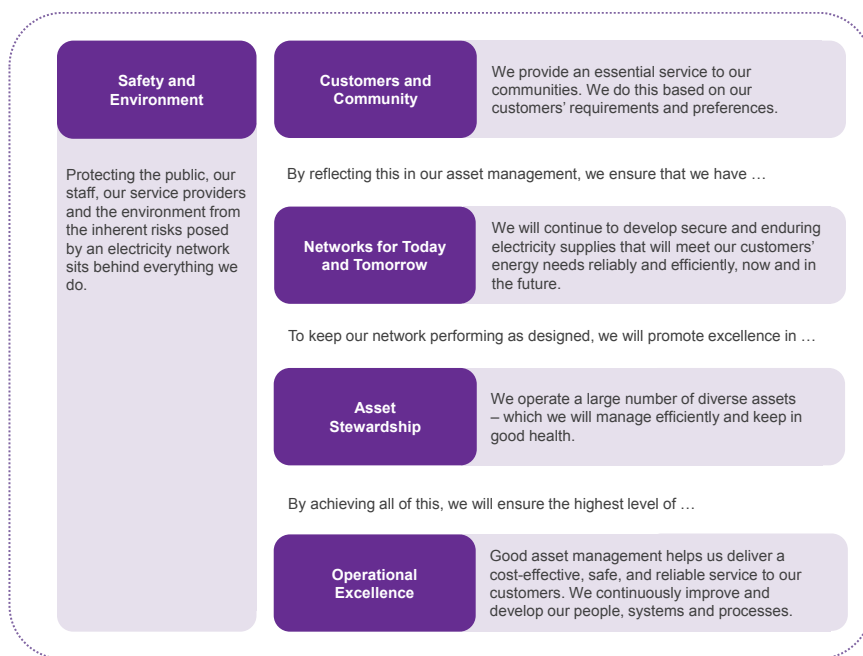 Safety and
Environment
Protecting the public, our
staff, our service providers
and the environment from
the inherent risks posed
by an electricity network
sits behind everything we
do.
Customers and
Community
We provide an essential service to our
communities. We do this based on our
customers’ requirements and preferences.
By reflecting this in our asset management, we ensure that we have …
Networks for Today
and Tomorrow
We will continue to develop secure and enduring
electricity supplies that will meet our customers’
energy needs reliably and efficiently, now and in
the future.
To keep our network performing as designed, we will promote excellence in …
Asset
Stewardship
We operate a large number of diverse assets
– which we will manage efficiently and keep in
good health.
By achieving all of this, we will ensure the highest level of …
Operational
Excellence
Good asset management helps us deliver a
cost-effective, safe, and reliable service to our
customers. We continuously improve and
develop our people, systems and processes.